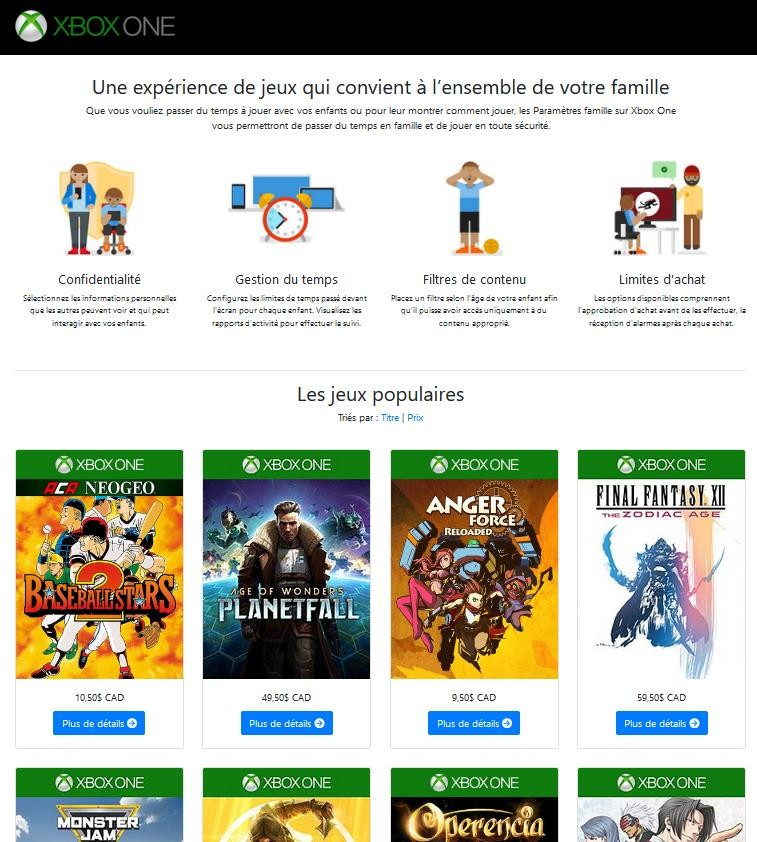 XBOX ONE
Une expérience de jeux qui convient à l’ensemble de votre famille
Que vous vouliez passer du temps à jouer avec vos enfants ou pour leur montrer comment jouer, les Paramètres famille sur Xbox One
vous permettront de passer du temps en famille et de jouer en toute sécurité.
Confidentialité
Sélectionnez les informations personnelles
que les autres peuvent voir et qui peut
interagir avec vos enfants.
Gestion du temps
Configurez les limites de temps passé devant
l'écran pour chaque enfant. Visualisez les
rapports d'activité pour effectuer le suivi.
Filtres de contenu
Placez un filtre selon l'âge de votre enfant afin
qu'il puisse avoir accès uniquement à du
contenu approprié.
Limites d'achat
Les options disponibles comprennent
l'approbation d'achat avant de les effectuer, la
réception d'alarmes après chaque achat.
Les jeux populaires
Triés par : Titre | Prix
XBOX ONE
ACA NEOGEO
BASEBALL STARS
2
10,50$ CAD
Plus de détails
XBOX ONE
AGE OF WONDERS
PLANETFALL
49,50$ CAD
Plus de détails
XBOX ONE
ANGER
FORCE
RELOADED
9,50$ CAD
Plus de détails
XBOX ONE
FINAL FANTASY XII
THE ZODIAC AGE
59,50$ CAD
Plus de détails
XBOX ONE
MONSTER
JAM
XBOX ONE
XBOX ONE
Operencia
XBOX ONE